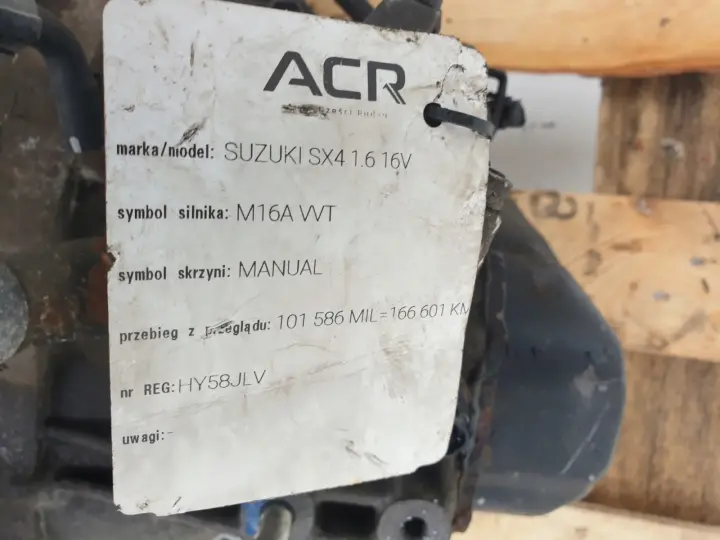 ACR
marka/model: SUZUKI SX4 1.6 16V
symbol silnika: M16A VVT
symbol skrzyni: MANUAL
przebieg z przeglądu: 101 586 MIL=166 601 KM
nr REG: HY58JLV
uwagi:-